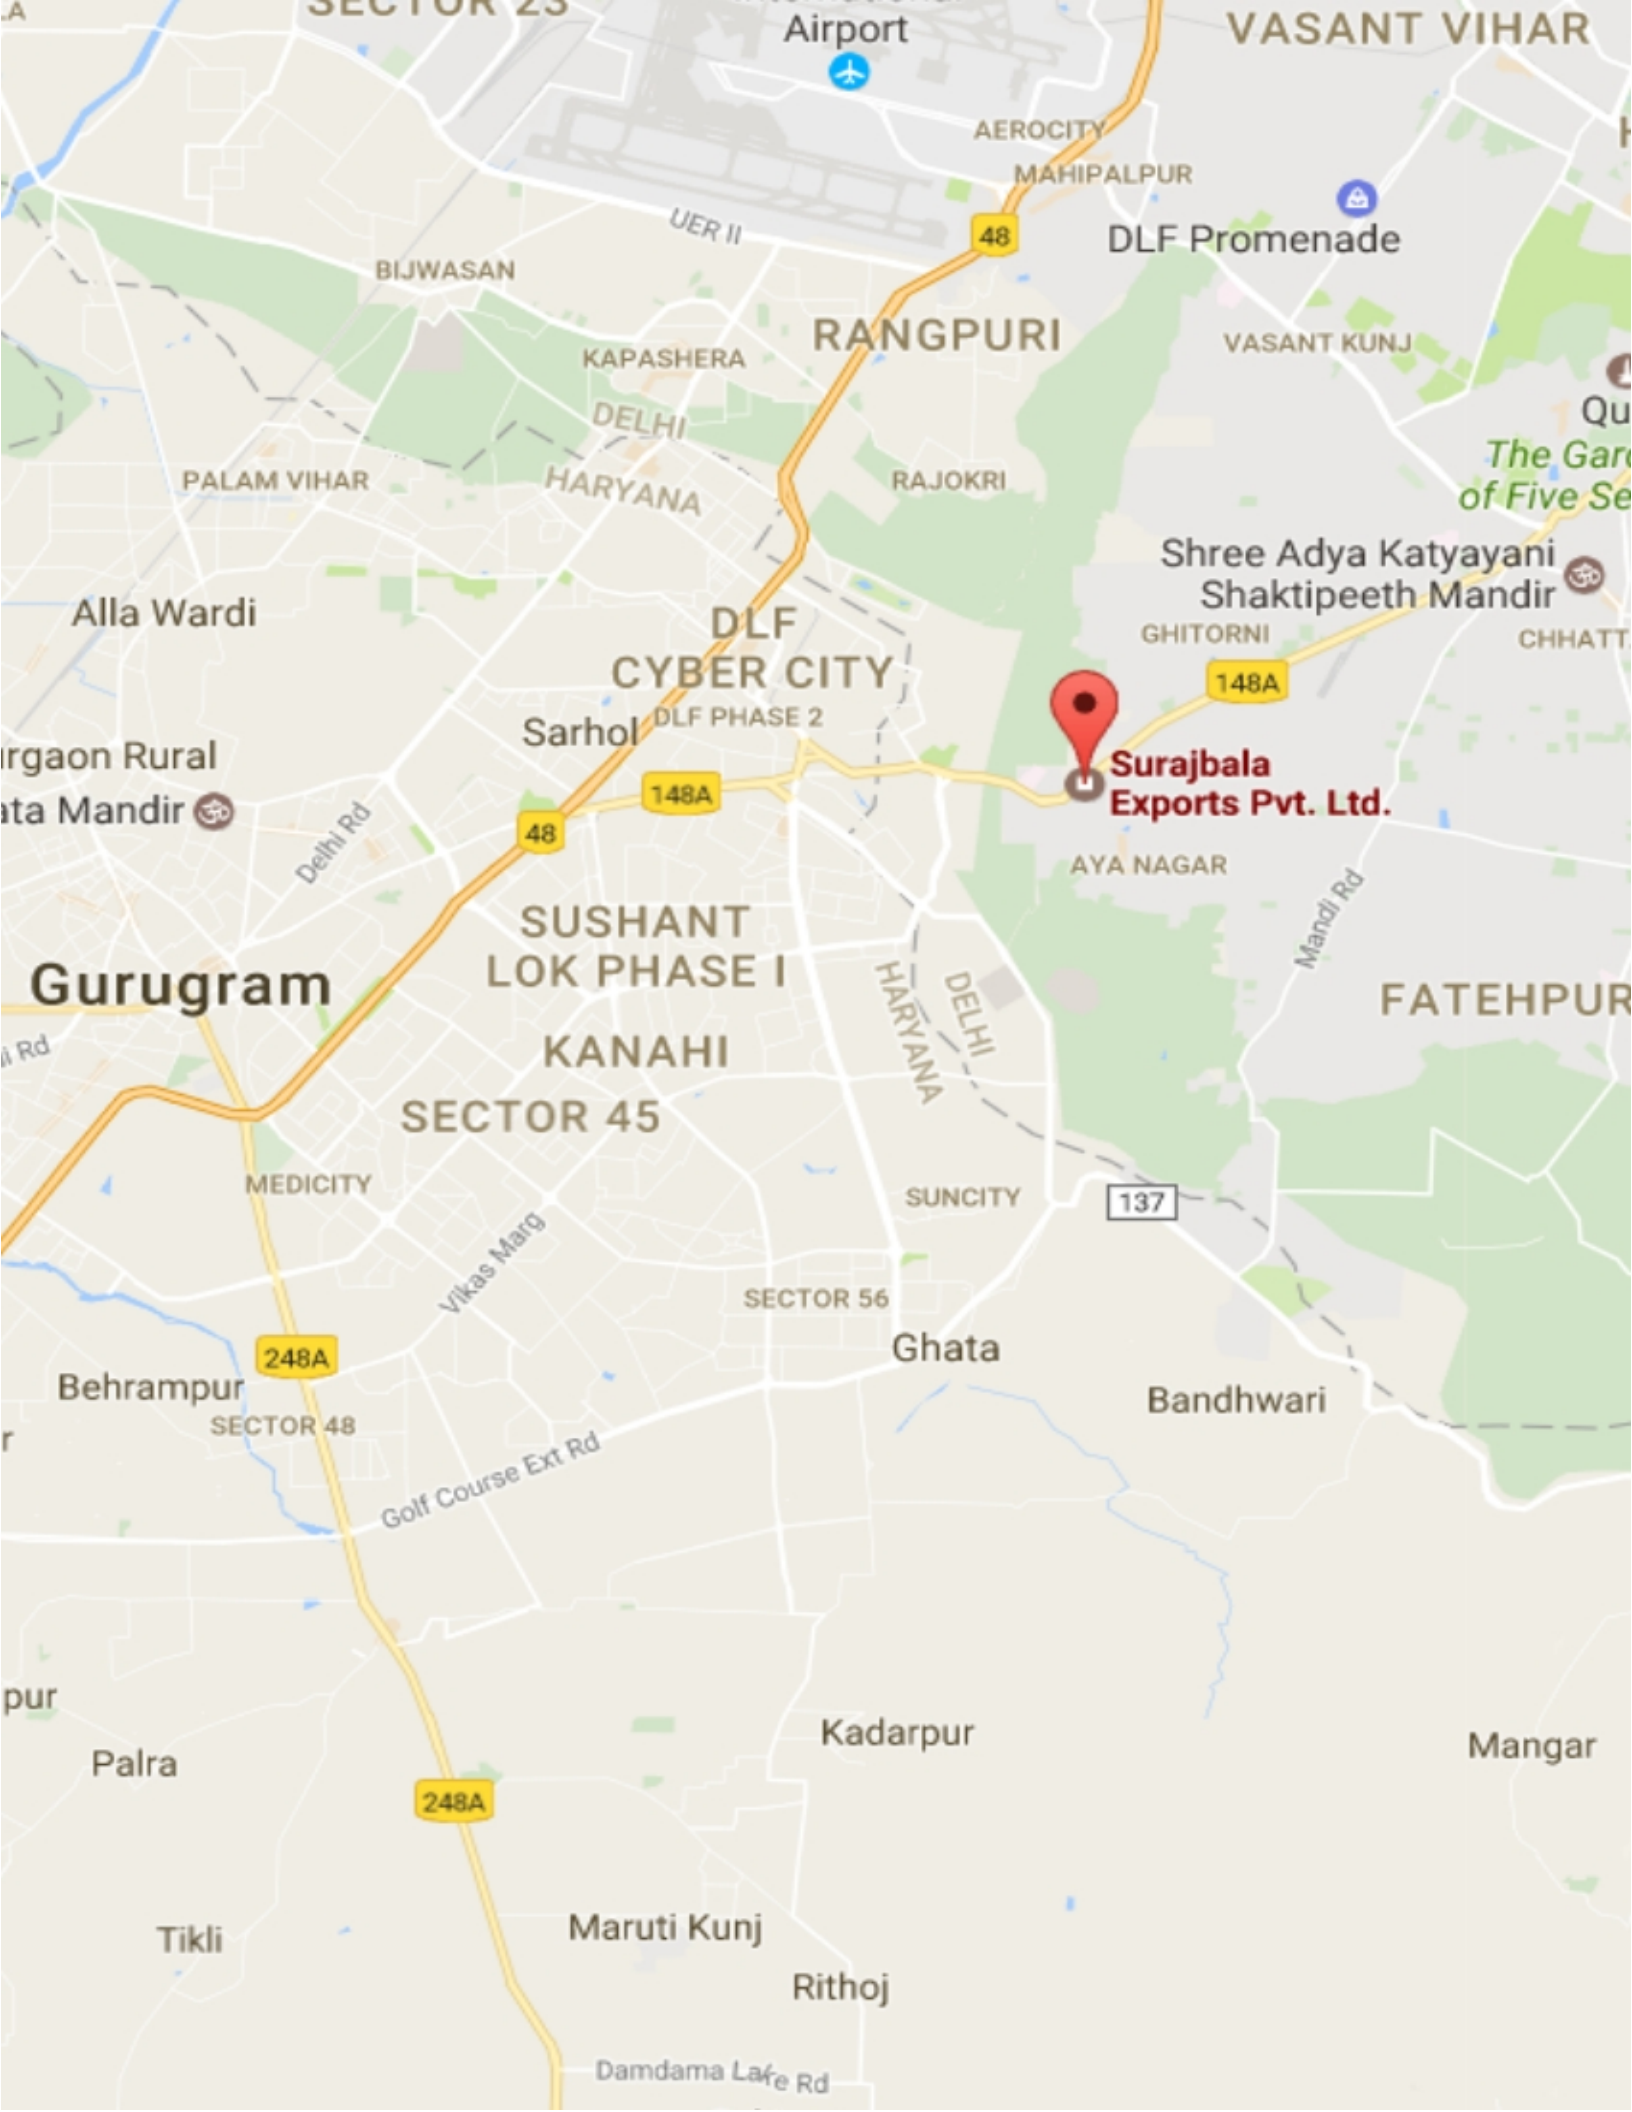 SECTOR 23
International
Airport
VASANT VIHAR
AEROCITY
MAHIPALPUR
UER II
48
DLF Promenade
BIJWASAN
RANGPURI
VASANT KUNJ
KAPASHERA
DELHI
HARYANA
PALAM VIHAR
RAJOKRI
Qu
The Gard
of Five Se
Shree Adya Katyayani
Shaktipeeth Mandir
Alla Wardi
DLF
CYBER CITY
GHITORNI
CHHATT
148A
DLF PHASE 2
Sarhol
rgaon Rural
ata Mandir
148A
48
Surajbala
Exports Pvt. Ltd.
Delhi Rd
AYA NAGAR
Mandi Rd
SUSHANT
LOK PHASE I
Gurugram
HARYANA
DELHI
FATEHPUR
i Rd
KANAHI
SECTOR 45
MEDICITY
SUNCITY
137
Vikas Marg
SECTOR 56
Ghata
248A
Behrampur
Bandhwari
SECTOR 48
r
Golf Course Ext Rd
pur
Kadarpur
Mangar
Palra
248A
Maruti Kunj
Tikli
Rithoj
Damdama Lake Rd